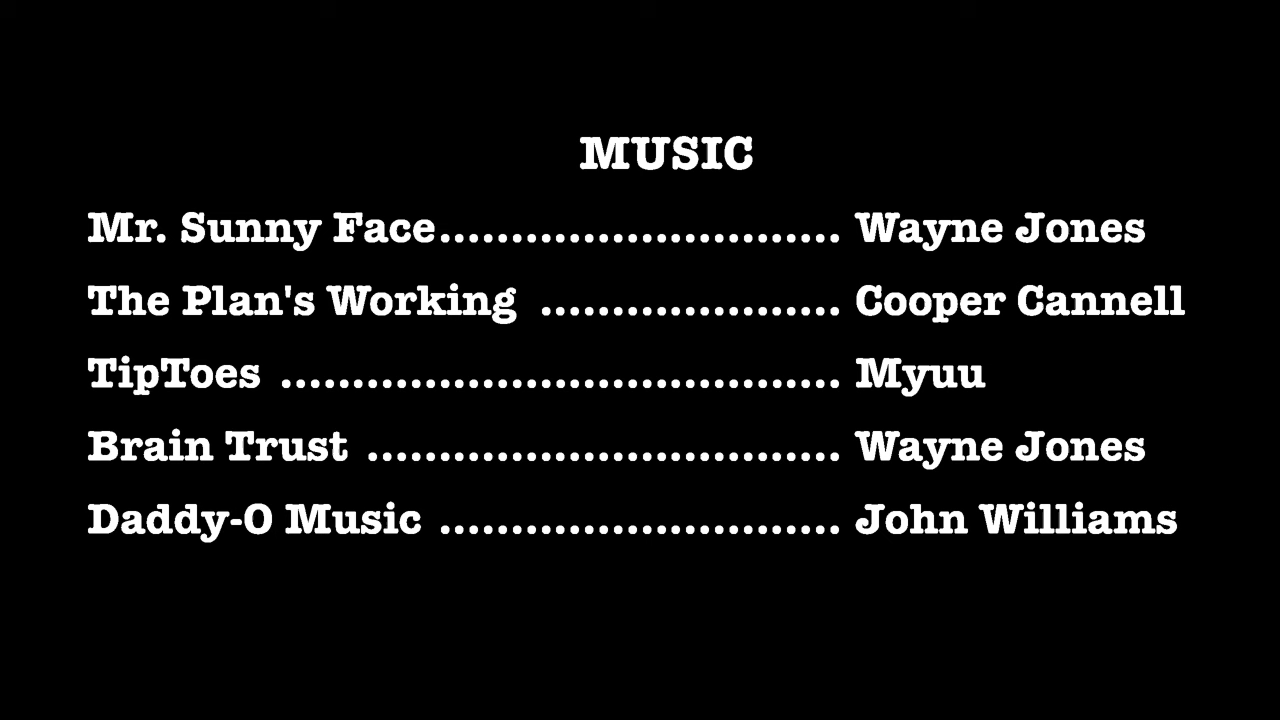 MUSIC
Mr. Sunny Face............................ Wayne Jones
The Plan's Working ..................... Cooper Cannell
TipToes ....................................... Myuu
Brain Trust ................................. Wayne Jones
Daddy-O Music ............................ John Williams